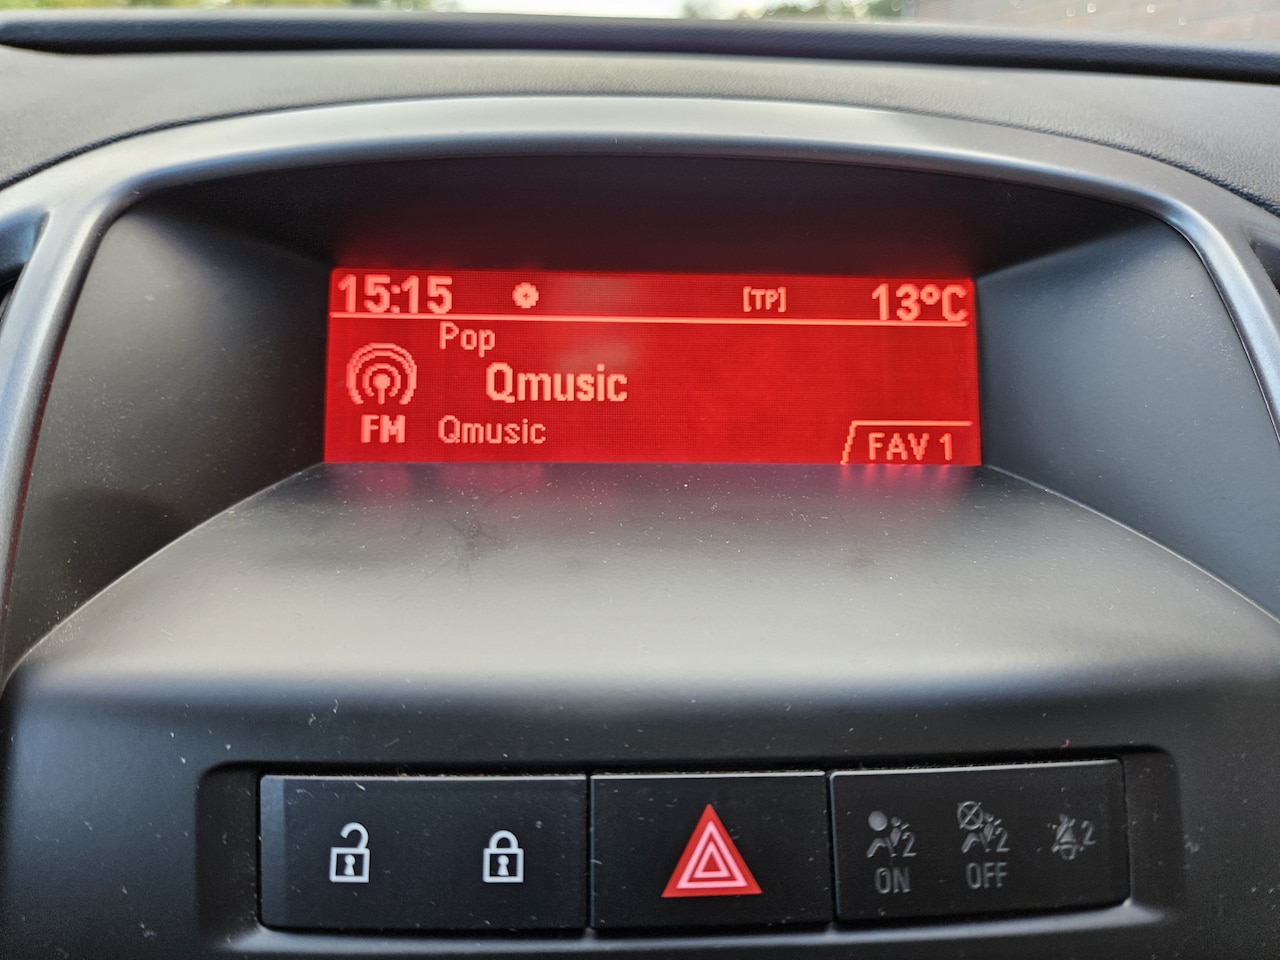 15:15 [TP] 13°C
Pop
Qmusic
FM Qmusic
FAV 1
2 2 2
ON OFF